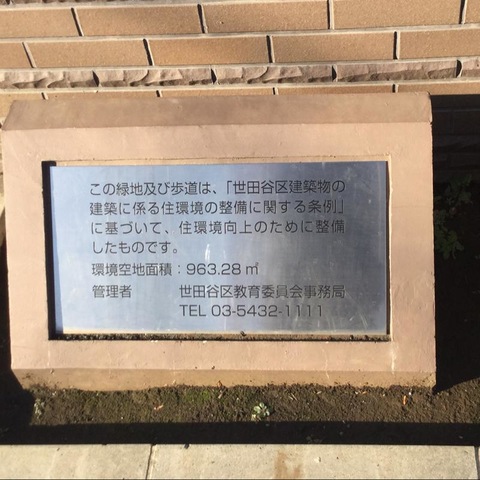 この緑地及び歩道は、「世田谷区建築物の
建築に係る住環境の整備に関する条例」
に基づいて、住環境向上のために整備
したものです。
環境空地面積：963.28 ㎡
管理者 世田谷区教育委員会事務局
TEL 03-5432-1111